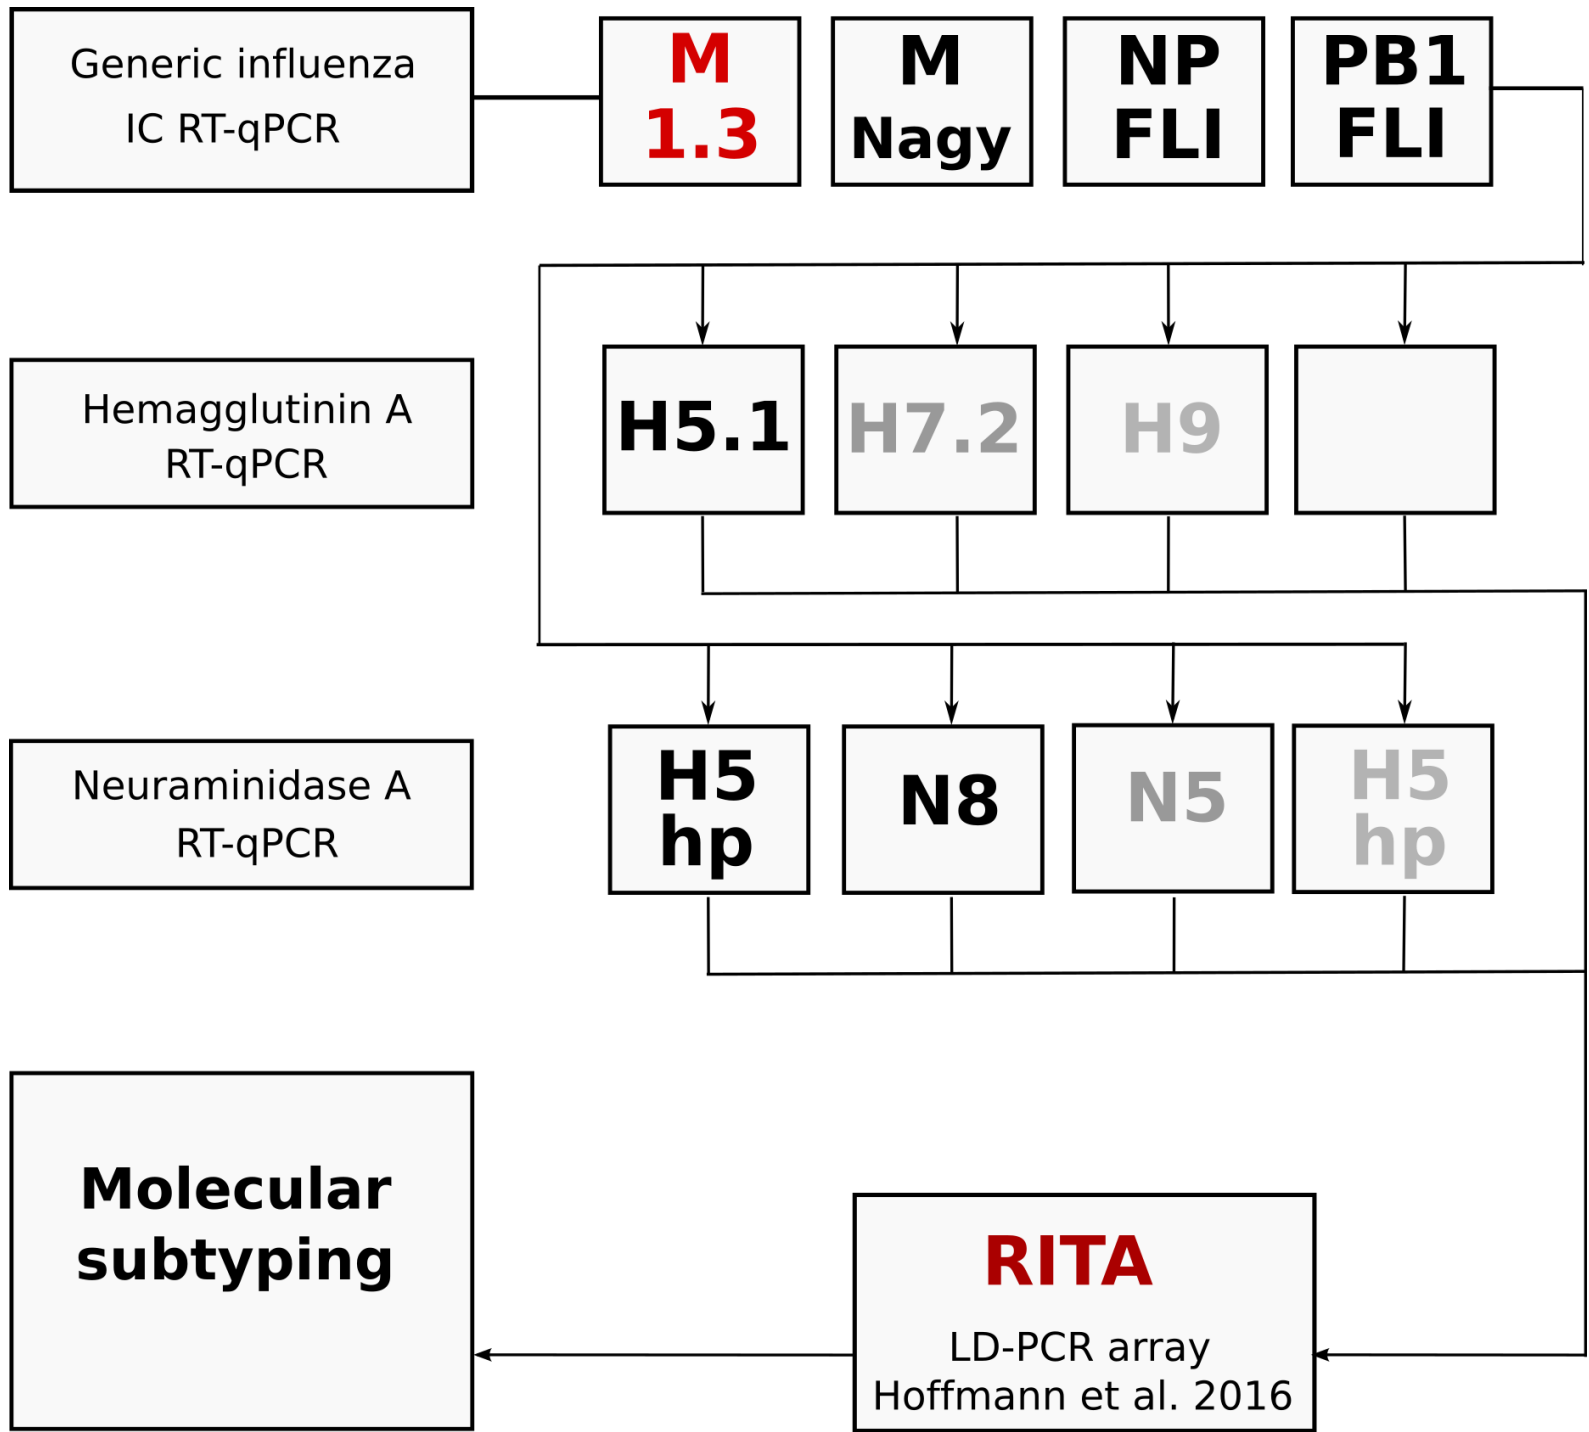 Generic influenza
IC RT-qPCR
M
1.3
M
Nagy
NP
FLI
PB1
FLI
Hemagglutinin A
RT-qPCR
H5.1
H7.2
H9
Neuraminidase A
RT-qPCR
H5
hp
N8
N5
H5
hp
Molecular
subtyping
RITA
LD-PCR array
Hoffmann et al. 2016